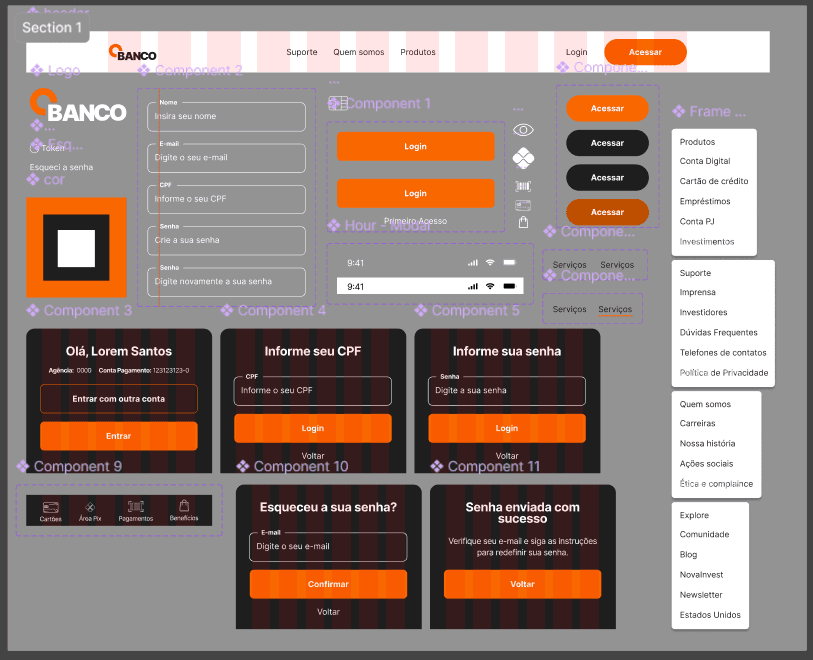 header
Section 1
BANCO
Suporte
Quem somos
Produtos
Login
Acessar
Logo
Component 2
Compone...
BANCO
...
Token
Esq...
Esqueci a senha
cor
Nome
Insira seu nome
E-mail
Digite o seu e-mail
CPF
Informe o seu CPF
Senha
Crie a sua senha
Senha
Digite novamente a sua senha
...
Component 1
Login
Login
Primeiro Acesso
Hour - Modal
9:41
9:41
...
Acessar
Acessar
Acessar
Acessar
Compone...
Serviços
Serviços
Compone...
Serviços
Serviços
Frame ...
Produtos
Conta Digital
Cartão de crédito
Empréstimos
Conta PJ
Investimentos
Suporte
Imprensa
Investidores
Dúvidas Frequentes
Telefones de contatos
Política de Privacidade
Quem somos
Carreiras
Nossa história
Ações sociais
Ética e complaince
Explore
Comunidade
Blog
NovaInvest
Newsletter
Estados Unidos
Component 3
Olá, Lorem Santos
Agência: 0000 Conta Pagamento: 123123123-0
Entrar com outra conta
Entrar
Component 4
Informe seu CPF
CPF
Informe o seu CPF
Login
Voltar
Component 5
Informe sua senha
Senha
Digite a sua senha
Login
Voltar
Component 9
Cartões
Área Pix
Pagamentos
Benefícios
Component 10
Esqueceu a sua senha?
E-mail
Digite o seu e-mail
Confirmar
Voltar
Component 11
Senha enviada com
sucesso
Verifique seu e-mail e siga as instruções
para redefinir sua senha.
Voltar